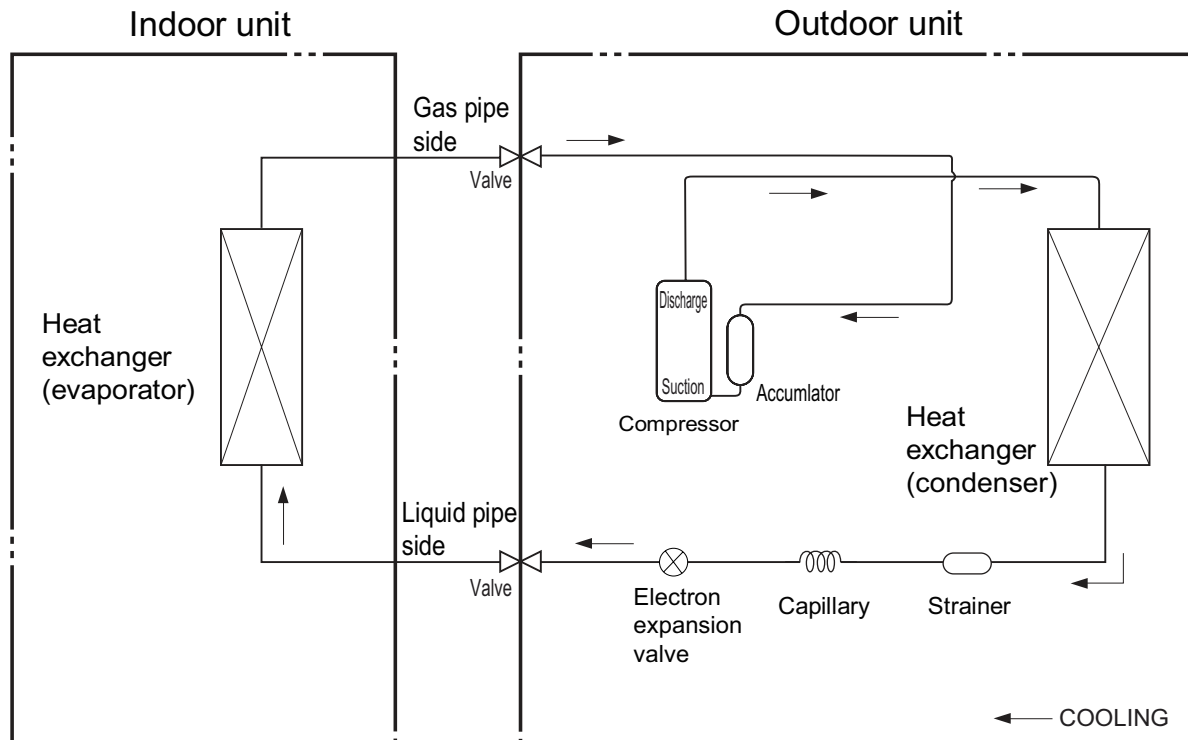 Indoor unit
Outdoor unit
Gas pipe
side
Valve
Discharge
Suction
Compressor
Accumlator
Heat
exchanger
(evaporator)
Heat
exchanger
(condenser)
Liquid pipe
side
Valve
Electron
expansion
valve
Capillary
Strainer
COOLING